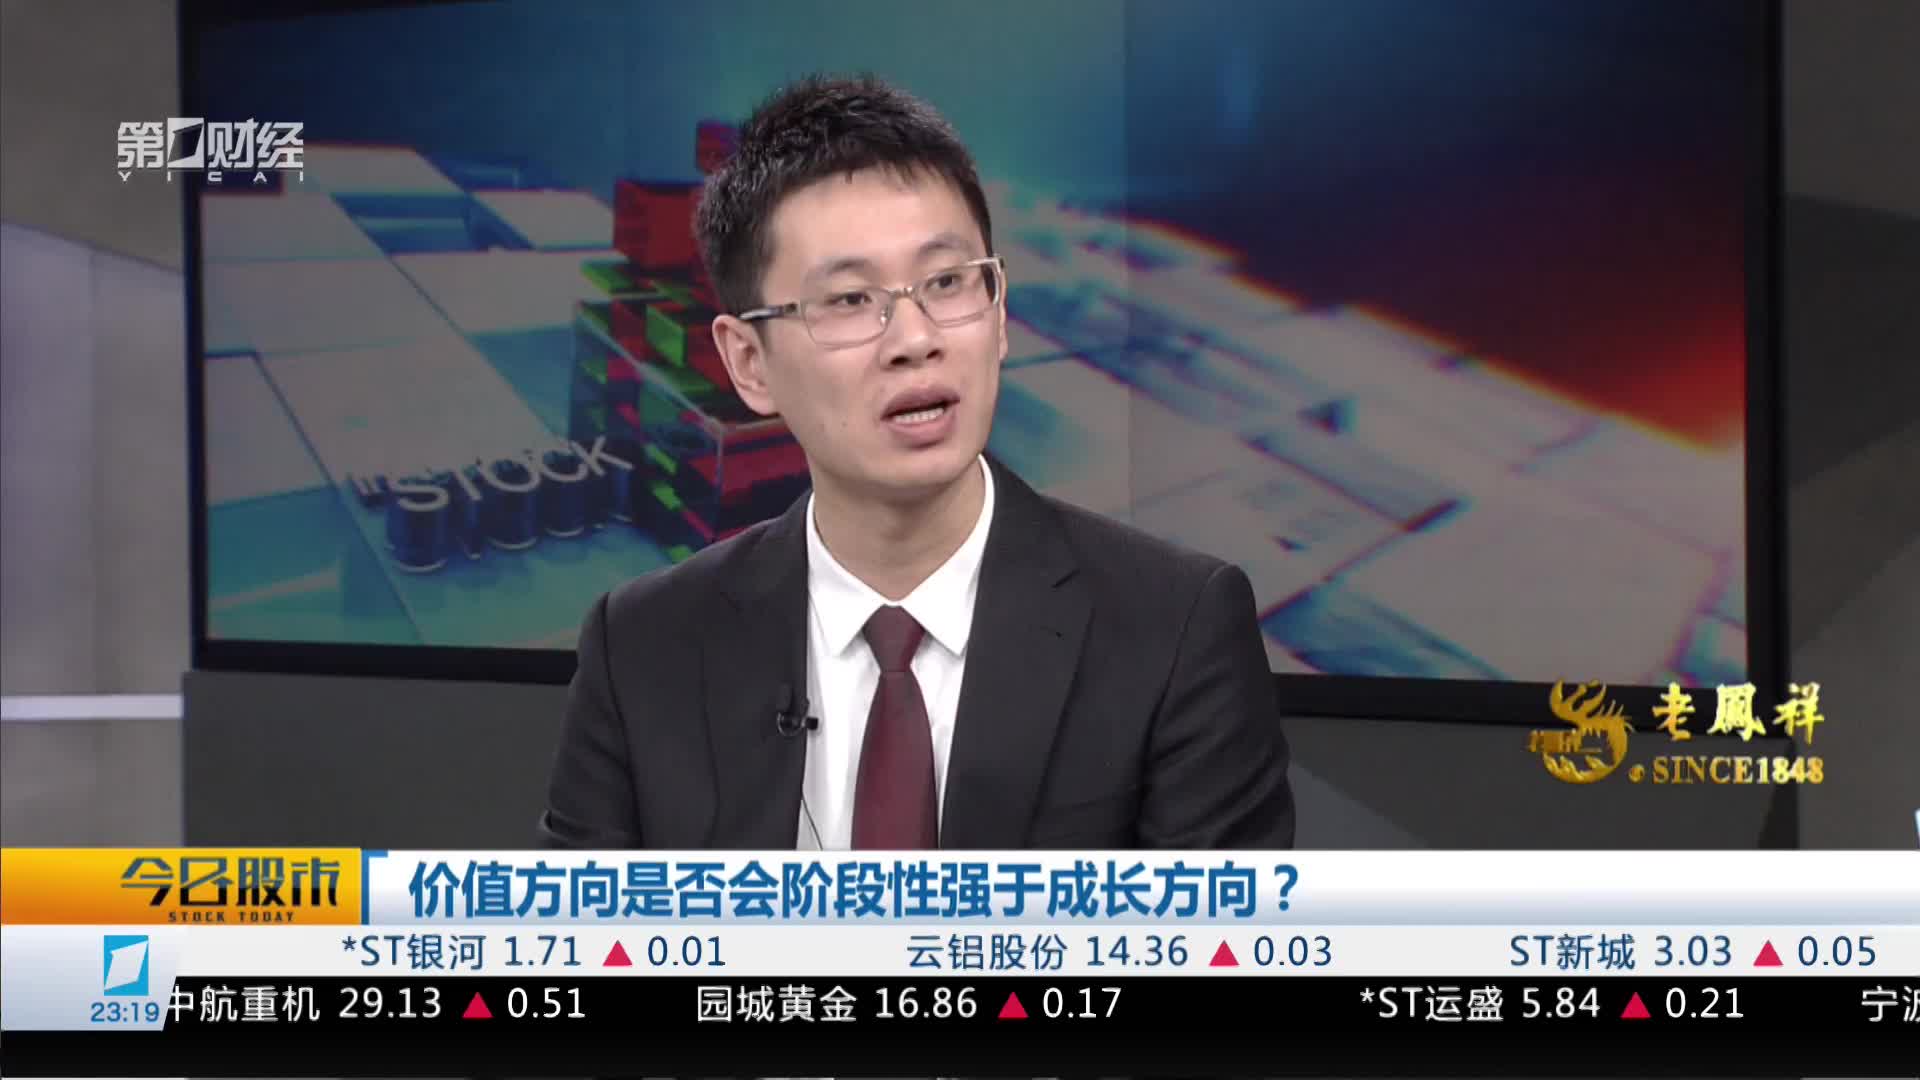 第1财经
YICAI
STOCK
老鳳祥
SINCE1848
今日股市
STOCK TODAY
价值方向是否会阶段性强于成长方向？
*ST银河 1.71 ▲ 0.01 云铝股份 14.36 ▲ 0.03 ST新城 3.03 ▲ 0.05
23:19
中航重机 29.13 ▲ 0.51 园城黄金 16.86 ▲ 0.17 *ST运盛 5.84 ▲ 0.21 宁波